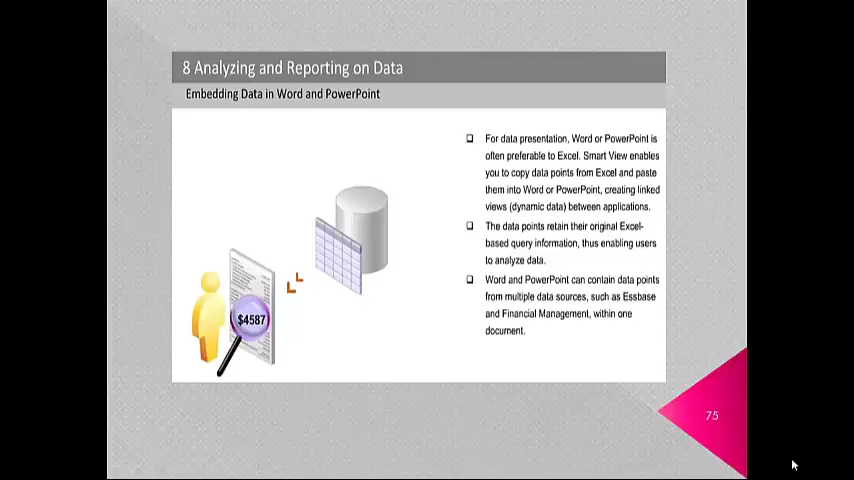 8 Analyzing and Reporting on Data
Embedding Data in Word and PowerPoint
❑ For data presentation, Word or PowerPoint is
often preferable to Excel. Smart View enables
you to copy data points from Excel and paste
them into Word or PowerPoint, creating linked
views (dynamic data) between applications.
❑ The data points retain their original Excel-
based query information, thus enabling users
to analyze data.
❑ Word and PowerPoint can contain data points
from multiple data sources, such as Essbase
and Financial Management, within one
document.
$4587
75